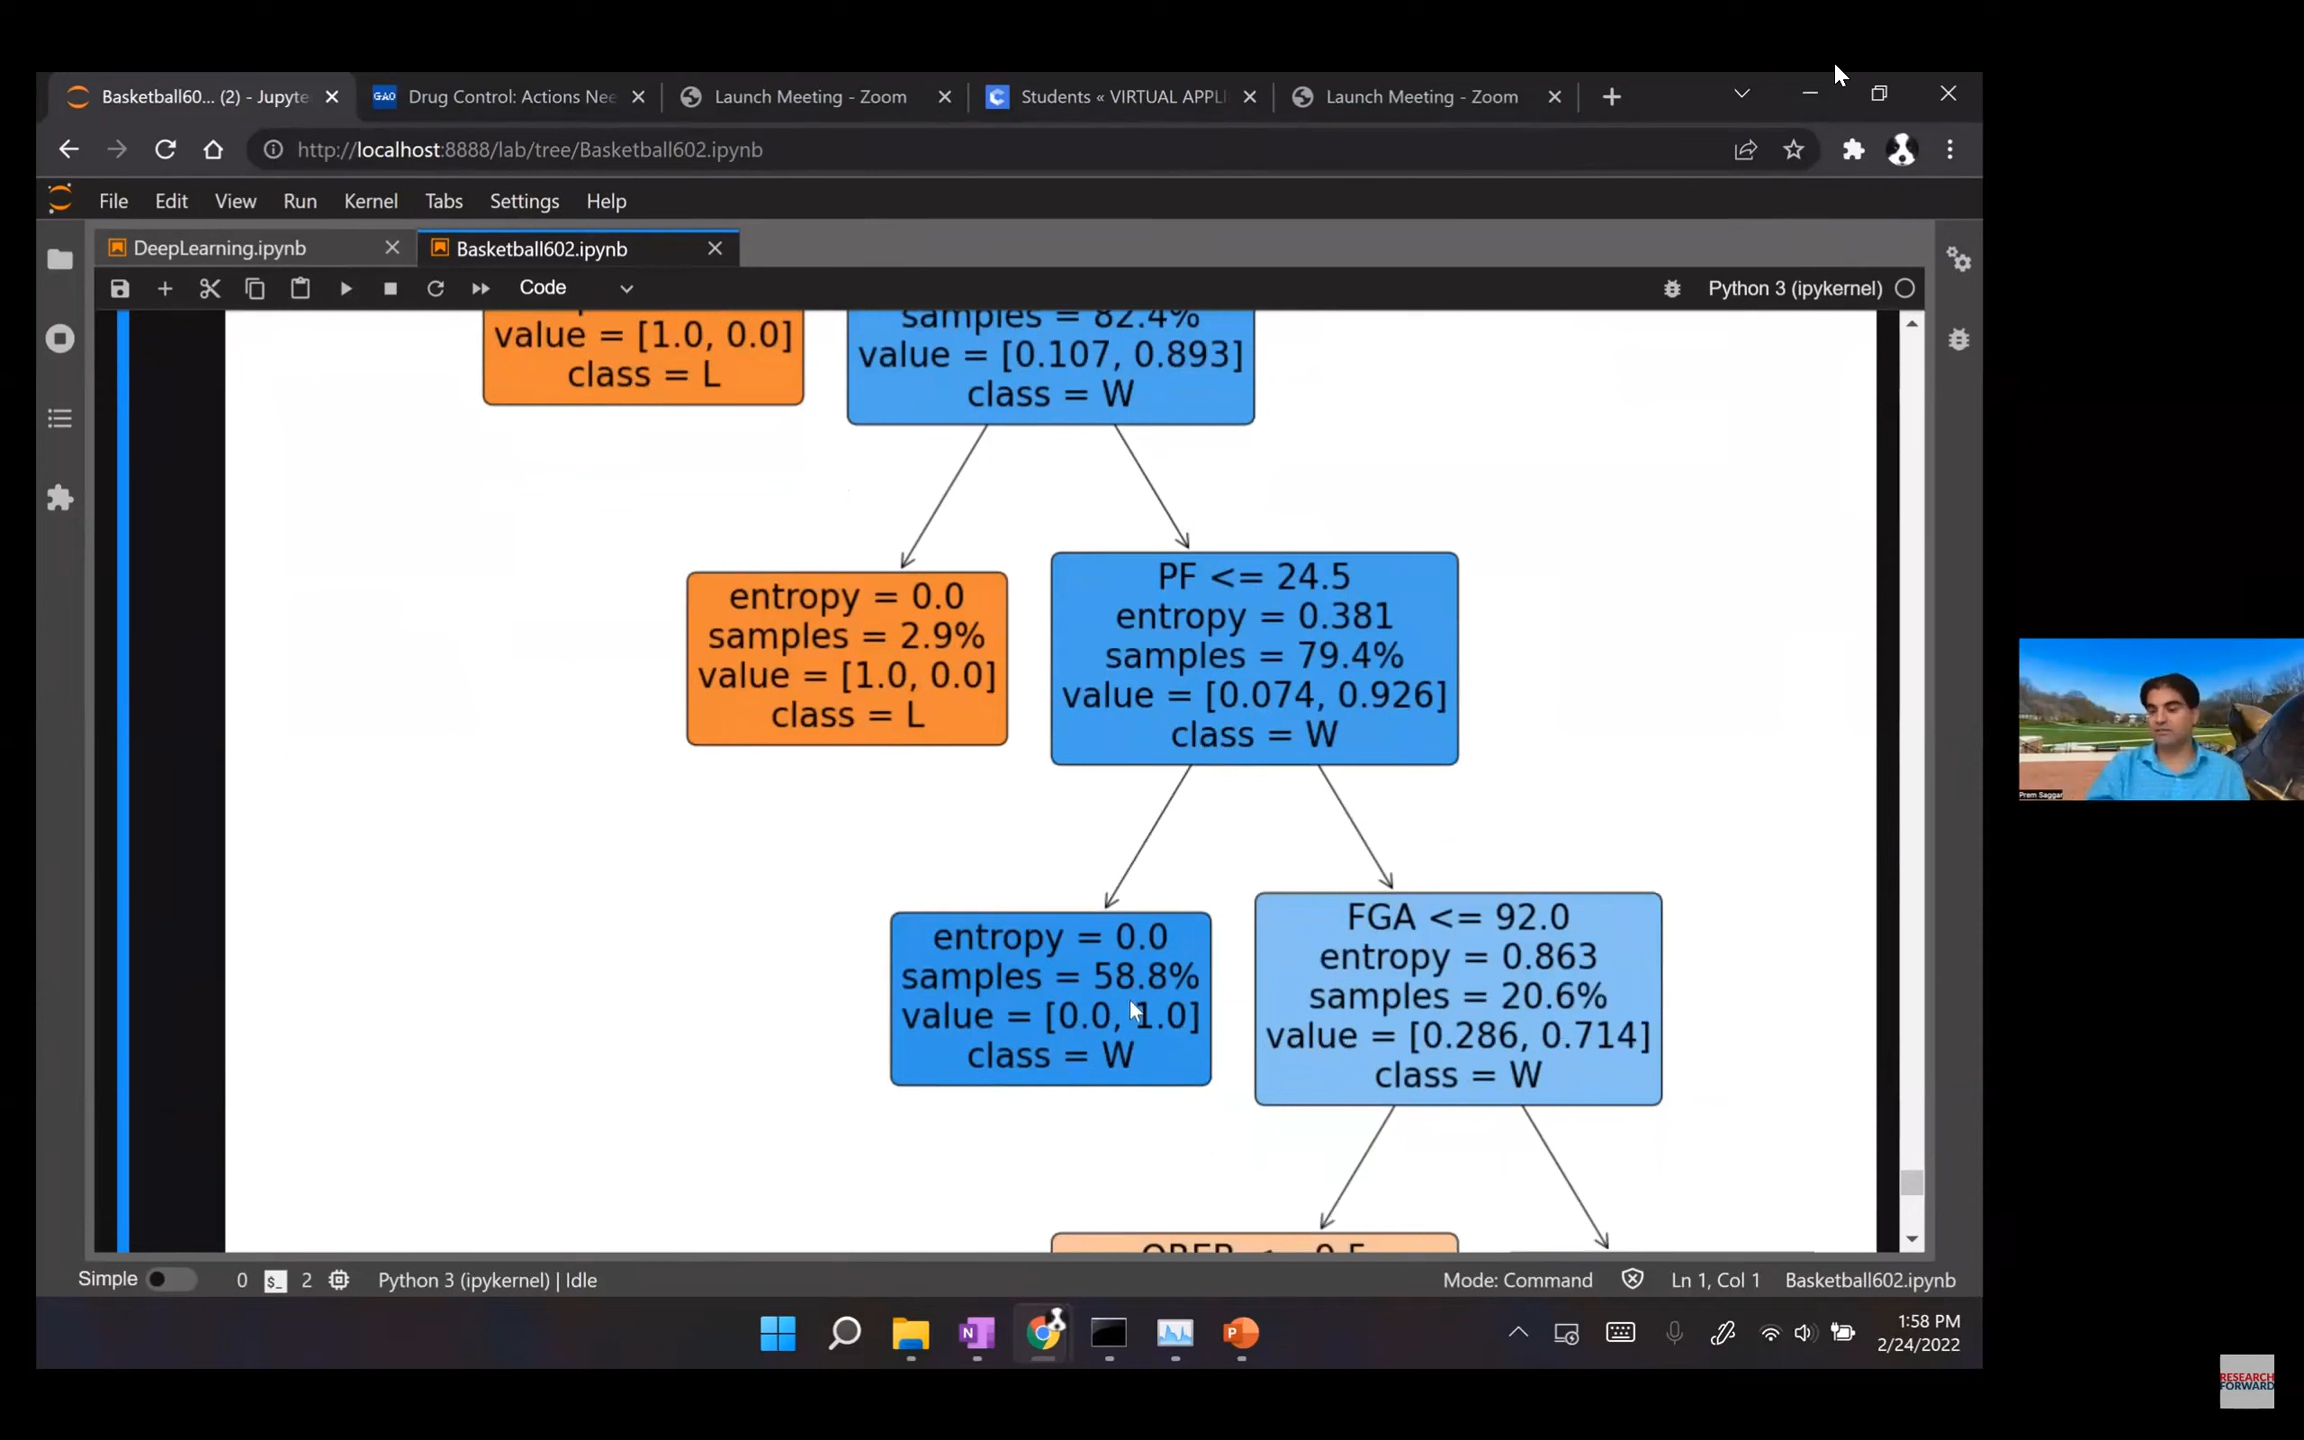 Basketball60... (2) - Jupyte
GAO
Drug Control: Actions Nee
Launch Meeting - Zoom
Students « VIRTUAL APPLI
Launch Meeting - Zoom
http://localhost:8888/lab/tree/Basketball602.ipynb
File
Edit
View
Run
Kernel
Tabs
Settings
Help
DeepLearning.ipynb
Basketball602.ipynb
Code
Python 3 (ipykernel)
value = [1.0, 0.0]
class = L
samples = 82.4%
value = [0.107, 0.893]
class = W
entropy = 0.0
samples = 2.9%
value = [1.0, 0.0]
class = L
PF <= 24.5
entropy = 0.381
samples = 79.4%
value = [0.074, 0.926]
class = W
entropy = 0.0
samples = 58.8%
value = [0.0, 1.0]
class = W
FGA <= 92.0
entropy = 0.863
samples = 20.6%
value = [0.286, 0.714]
class = W
Prem Saggar
Simple
0
2
Python 3 (ipykernel) | Idle
Mode: Command
Ln 1, Col 1
Basketball602.ipynb
1:58 PM
2/24/2022
RESEARCH
FORWARD